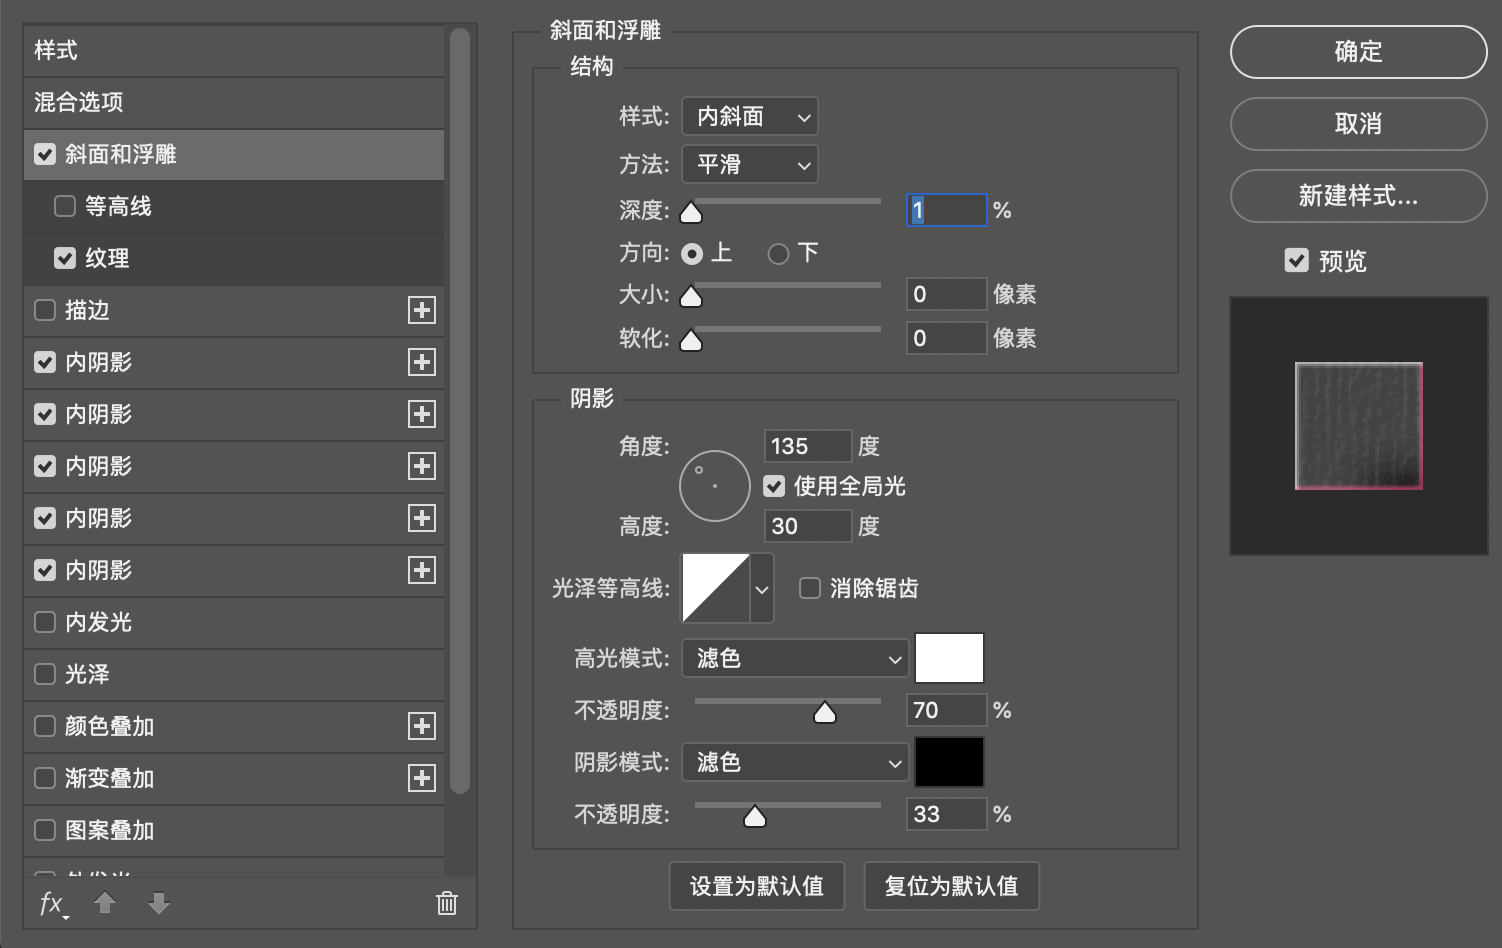 样式
混合选项
斜面和浮雕
等高线
纹理
描边
内阴影
内阴影
内阴影
内阴影
内阴影
内发光
光泽
颜色叠加
渐变叠加
图案叠加
fx
斜面和浮雕
结构
样式: 内斜面
方法: 平滑
深度: 1 %
方向: 上 下
大小: 0 像素
软化: 0 像素
阴影
角度: 135 度
使用全局光
高度: 30 度
光泽等高线: 消除锯齿
高光模式: 滤色
不透明度: 70 %
阴影模式: 滤色
不透明度: 33 %
设置为默认值 复位为默认值
确定
取消
新建样式...
预览